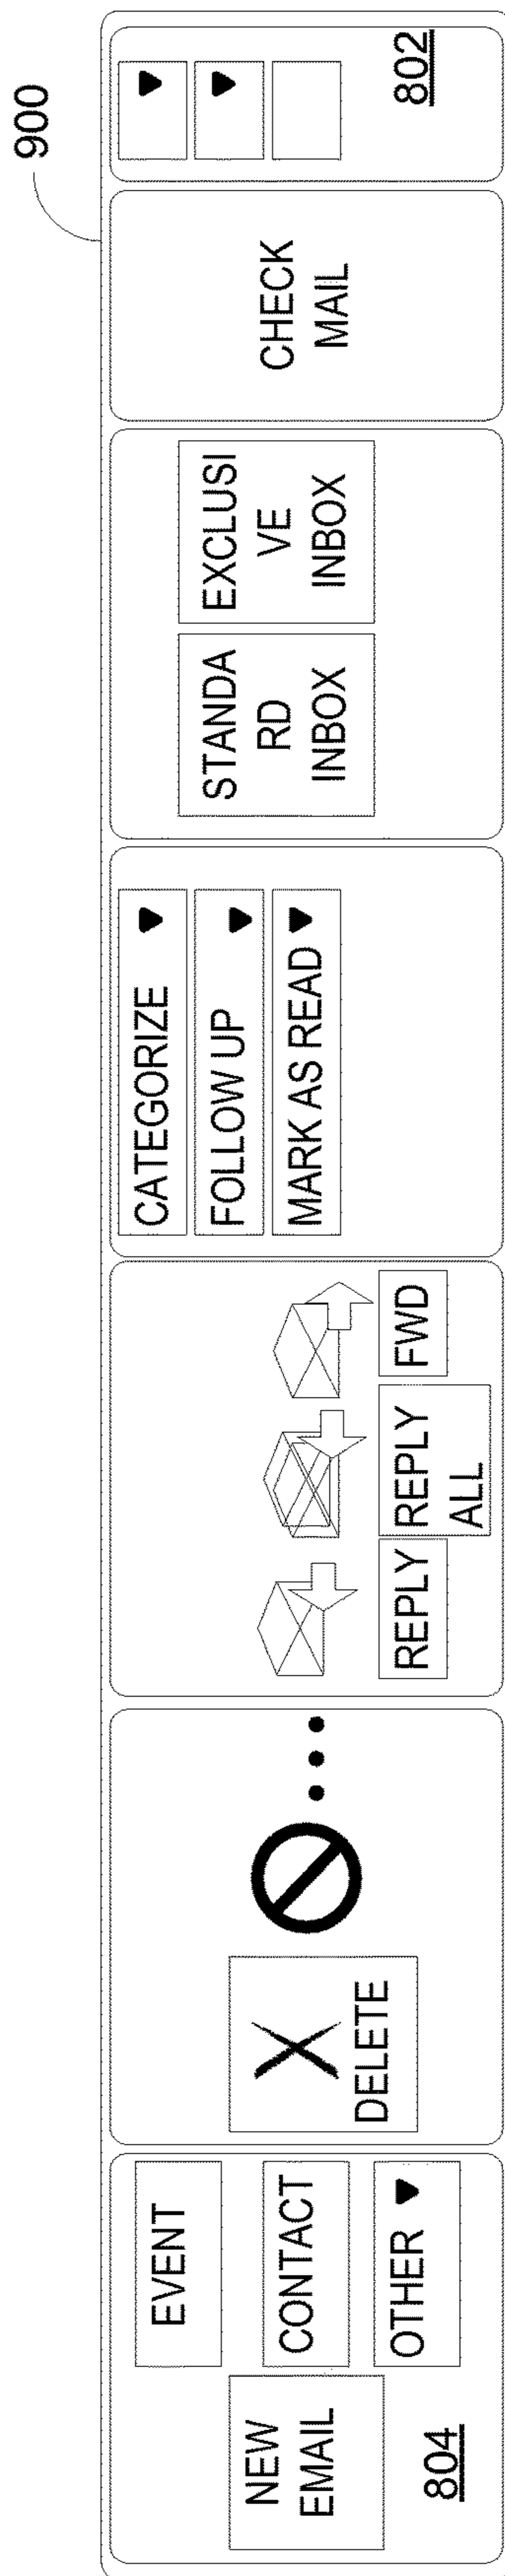 900
NEW
EMAIL
EVENT
CONTACT
OTHER
804
DELETE
REPLY
REPLY
ALL
FWD
CATEGORIZE
FOLLOW UP
MARK AS READ
STANDA
RD
INBOX
EXCLUSI
VE
INBOX
CHECK
MAIL
802